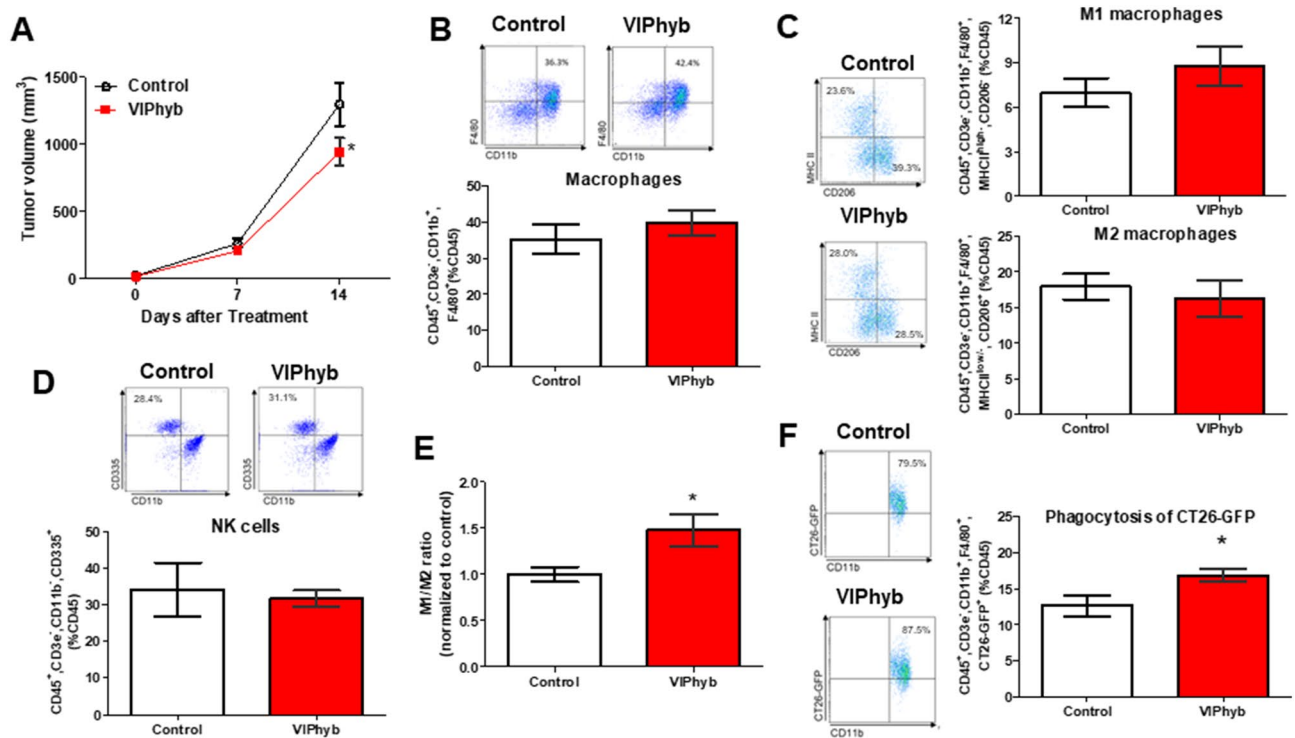 A
Tumor volume (mm³)
1500
1000
500
0
Control
VIPhyb
*
0 7 14
Days after Treatment
B
Control VIPhyb
36.3% 42.4%
F4/80 F4/80
CD11b CD11b
Macrophages
CD45⁺,CD3e⁻,CD11b⁺,
F4/80⁺(%CD45)
50
40
30
20
10
0
Control VIPhyb
C
Control
23.6%
39.3%
MHC II
CD206
VIPhyb
28.0%
28.5%
MHC II
CD206
M1 macrophages
CD45⁺,CD3e⁻,CD11b⁺,F4/80⁺,
MHCII^high, CD206⁻ (%CD45)
12
9
6
3
0
Control VIPhyb
M2 macrophages
CD45⁺,CD3e⁻,CD11b⁺,F4/80⁺,
MHCII^low/-, CD206⁺ (%CD45)
25
20
15
10
5
0
Control VIPhyb
D
Control VIPhyb
28.4% 31.1%
CD335 CD335
CD11b CD11b
NK cells
CD45⁺,CD3e⁻,CD11b⁻,CD335⁺
(%CD45)
50
40
30
20
10
0
Control VIPhyb
E
M1/M2 ratio
(normalized to control)
2.0
1.5
1.0
0.5
0.0
*
Control VIPhyb
F
Control
79.5%
CT26-GFP
CD11b
VIPhyb
87.5%
CT26-GFP
CD11b
Phagocytosis of CT26-GFP
CD45⁺,CD3e⁻,CD11b⁺,F4/80⁺,
CT26-GFP⁺ (%CD45)
25
20
15
10
5
0
*
Control VIPhyb